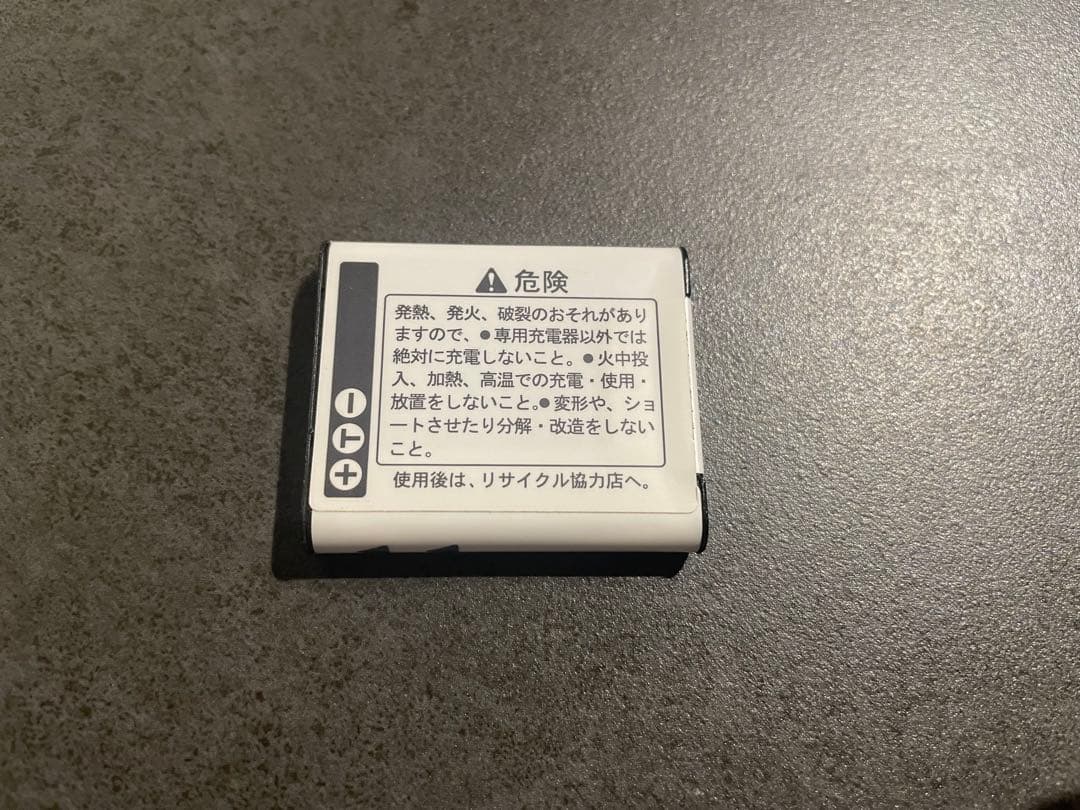 ⚠危険
発熱、発火、破裂のおそれがあり
ますので、●専用充電器以外では
絶対に充電しないこと。●火中投
入、加熱、高温での充電・使用・
放置をしないこと。●変形や、ショ
ートさせたり分解・改造をしない
こと。
使用後は、リサイクル協力店へ。
−
T
+